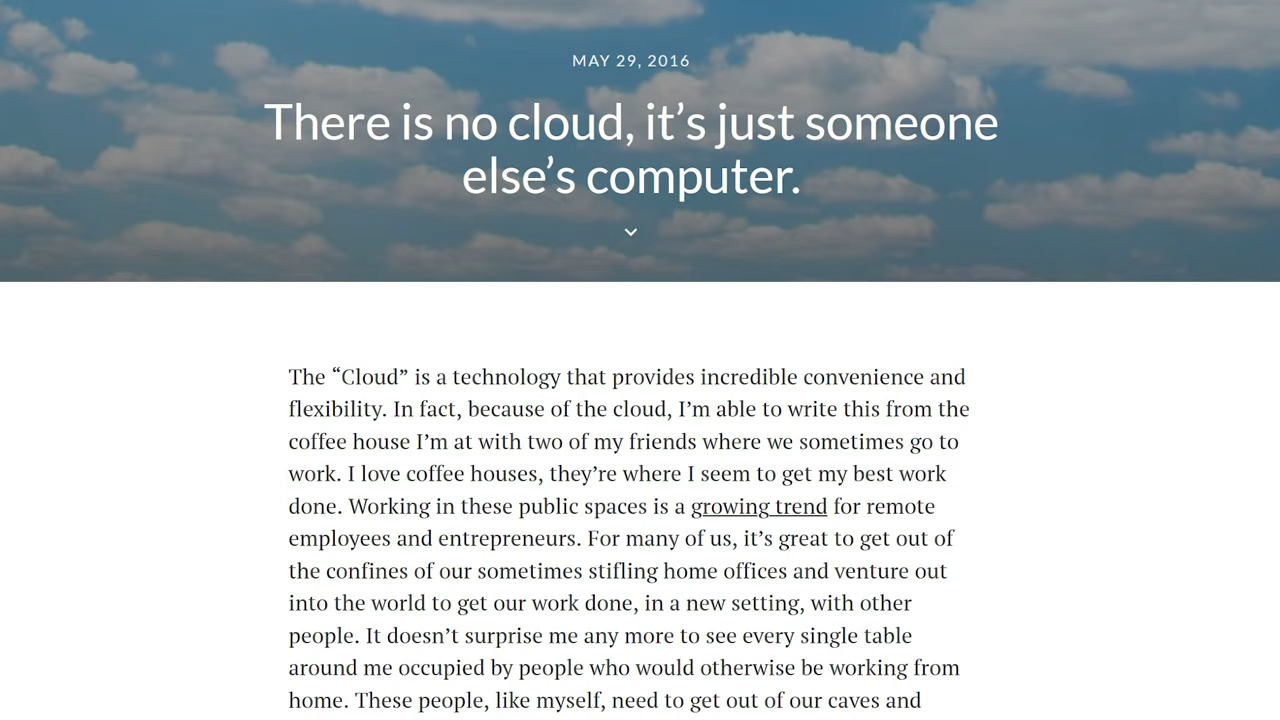 MAY 29, 2016
There is no cloud, it’s just someone
else’s computer.
The “Cloud” is a technology that provides incredible convenience and
flexibility. In fact, because of the cloud, I’m able to write this from the
coffee house I’m at with two of my friends where we sometimes go to
work. I love coffee houses, they’re where I seem to get my best work
done. Working in these public spaces is a growing trend for remote
employees and entrepreneurs. For many of us, it’s great to get out of
the confines of our sometimes stifling home offices and venture out
into the world to get our work done, in a new setting, with other
people. It doesn’t surprise me any more to see every single table
around me occupied by people who would otherwise be working from
home. These people, like myself, need to get out of our caves and